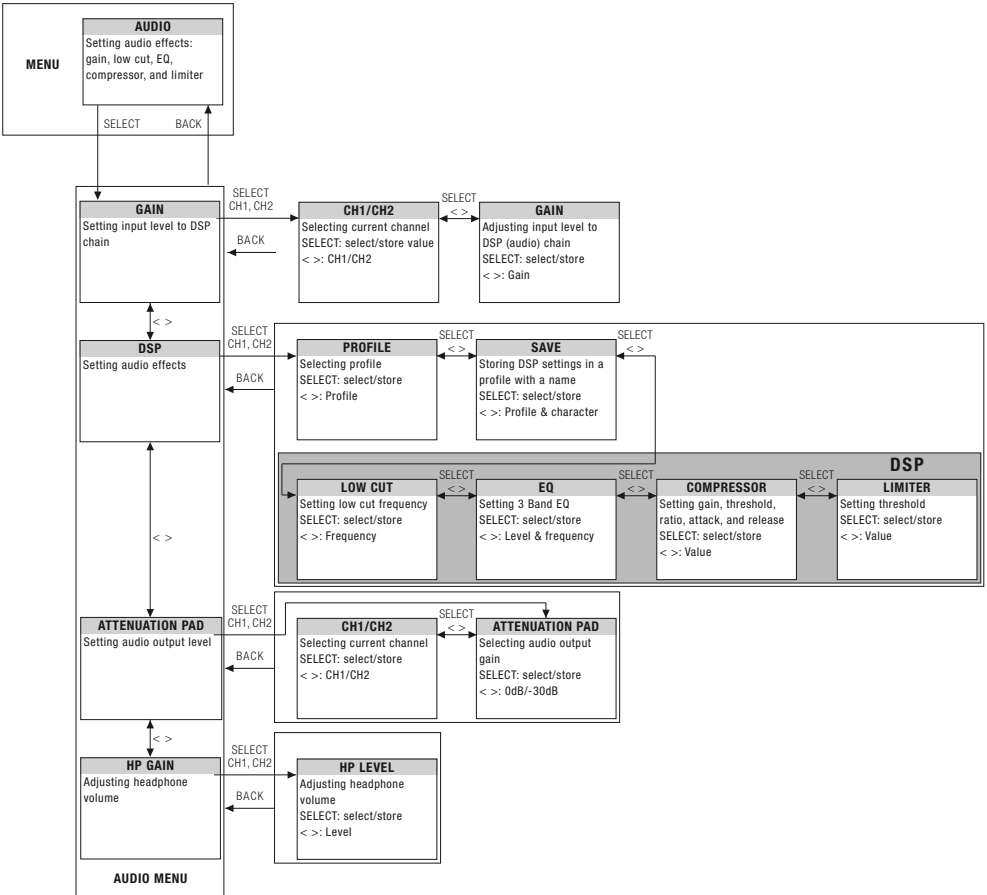 AUDIO
Setting audio effects:
gain, low cut, EQ,
compressor, and limiter
MENU
SELECT
BACK
GAIN
Setting input level to DSP
chain
SELECT
CH1, CH2
BACK
CH1/CH2
Selecting current channel
SELECT: select/store value
< >: CH1/CH2
SELECT
< >
GAIN
Adjusting input level to
DSP (audio) chain
SELECT: select/store
< >: Gain
< >
DSP
Setting audio effects
SELECT
CH1, CH2
BACK
PROFILE
Selecting profile
SELECT: select/store
< >: Profile
SELECT
< >
SAVE
Storing DSP settings in a
profile with a name
SELECT: select/store
< >: Profile & character
SELECT
< >
DSP
LOW CUT
Setting low cut frequency
SELECT: select/store
< >: Frequency
SELECT
< >
EQ
Setting 3 Band EQ
SELECT: select/store
< >: Level & frequency
SELECT
< >
COMPRESSOR
Setting gain, threshold,
ratio, attack, and release
SELECT: select/store
< >: Value
SELECT
< >
LIMITER
Setting threshold
SELECT: select/store
< >: Value
< >
ATTENUATION PAD
Setting audio output level
SELECT
CH1, CH2
BACK
CH1/CH2
Selecting current channel
SELECT: select/store
< >: CH1/CH2
SELECT
< >
ATTENUATION PAD
Selecting audio output
gain
SELECT: select/store
< >: 0dB/-30dB
< >
HP GAIN
Adjusting headphone
volume
SELECT
CH1, CH2
BACK
HP LEVEL
Adjusting headphone
volume
SELECT: select/store
< >: Level
AUDIO MENU